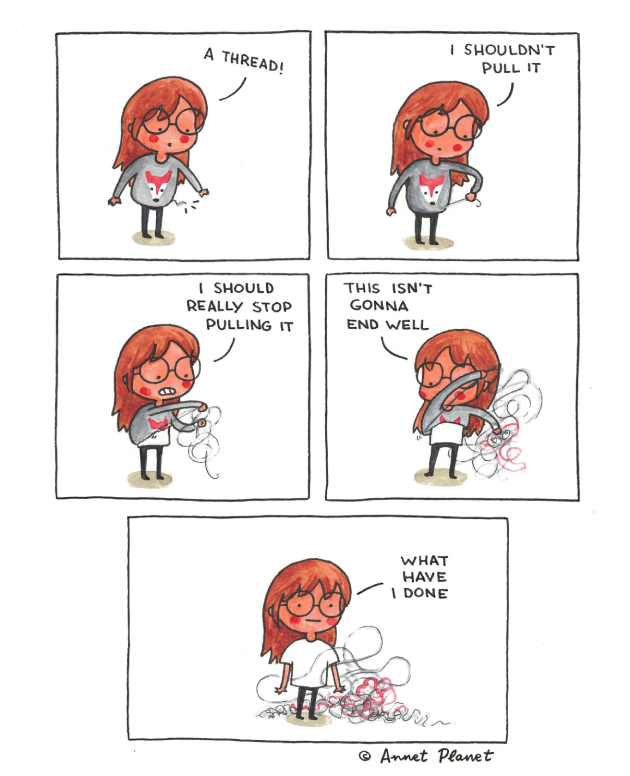 A THREAD!
I SHOULDN'T
PULL IT
I SHOULD
REALLY STOP
PULLING IT
THIS ISN'T
GONNA
END WELL
WHAT
HAVE
I DONE
© Annet Planet